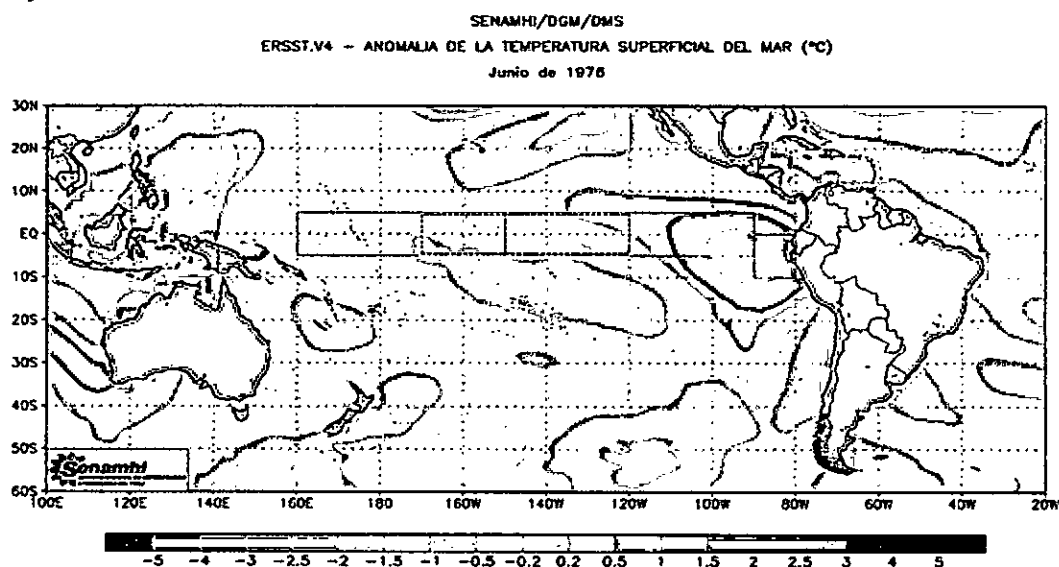 SENAMHI/DGM/DMS
ERSST.V4 – ANOMALIA DE LA TEMPERATURA SUPERFICIAL DEL MAR (°C)
Junio de 1976
30N
20N
10N
EQ
10S
20S
30S
40S
50S
60S
Senamhi
100E 120E 140E 160E 180 160W 140W 120W 100W 80W 60W 40W 20W
-5 -4 -3 -2 -1.5 -1 -0.5 -0.2 0.2 0.5 1 1.5 2 2.5 3 4 5